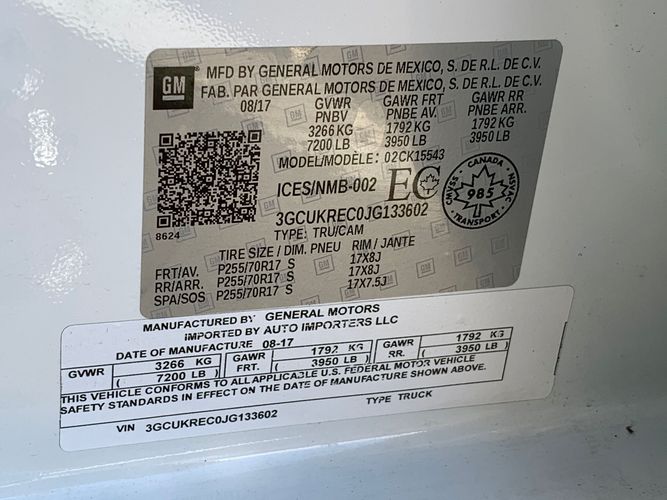 GM
MFD BY GENERAL MOTORS DE MEXICO, S. DE R.L. DE C.V.
FAB. PAR GENERAL MOTORS DE MEXICO, S. DE R.L. DE C.V.
08/17 GVWR GAWR FRT GAWR RR
PNBV PNBE AV. PNBE ARR.
3266 KG 1792 KG 1792 KG
7200 LB 3950 LB 3950 LB
MODEL/MODÈLE: 02CK15543
ICES/NMB-002 EC
CANADA
CMVSS 985 NSVAC
TRANSPORT
3GCUKREC0JG133602
8624
TYPE: TRU/CAM
TIRE SIZE / DIM. PNEU RIM / JANTE
FRT/AV. P255/70R17 S 17X8J
RR/ARR. P255/70R17 S 17X8J
SPA/SOS P255/70R17 S 17X7.5J
MANUFACTURED BY GENERAL MOTORS
IMPORTED BY AUTO IMPORTERS LLC
DATE OF MANUFACTURE 08-17
GVWR 3266 KG ( 7200 LB ) GAWR FRT. 1792 KG ( 3950 LB ) GAWR RR. 1792 KG ( 3950 LB )
THIS VEHICLE CONFORMS TO ALL APPLICABLE U.S. FEDERAL MOTOR VEHICLE
SAFETY STANDARDS IN EFFECT ON THE DATE OF MANUFACTURE SHOWN ABOVE.
VIN 3GCUKREC0JG133602 TYPE TRUCK